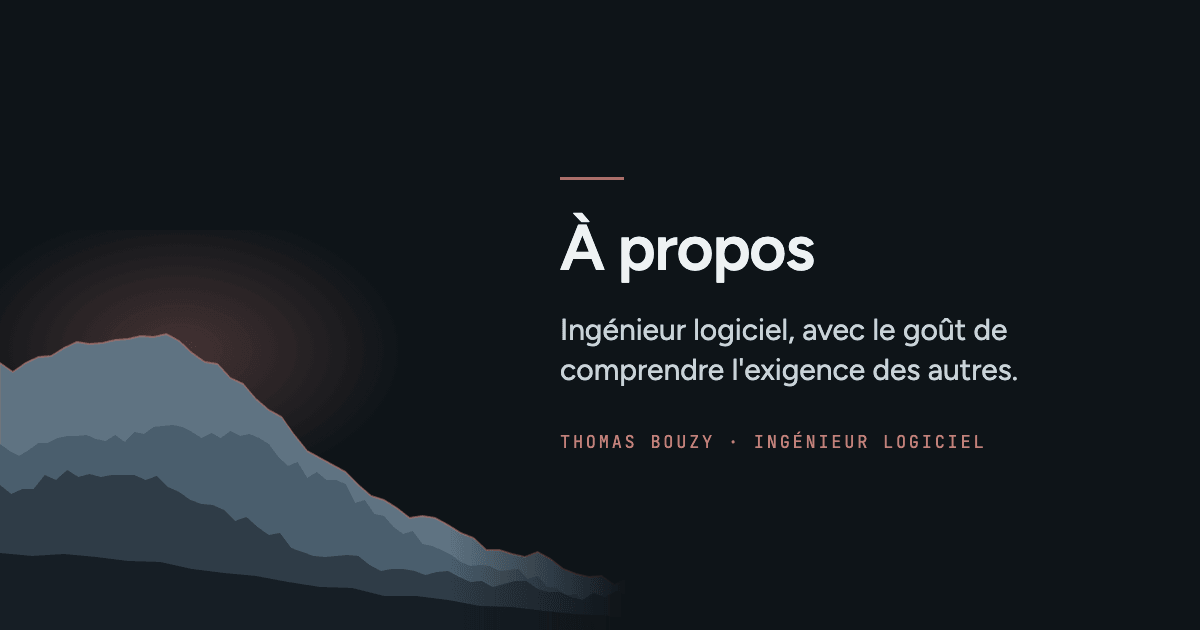 À propos
Ingénieur logiciel, avec le goût de
comprendre l'exigence des autres.
THOMAS BOUZY · INGÉNIEUR LOGICIEL